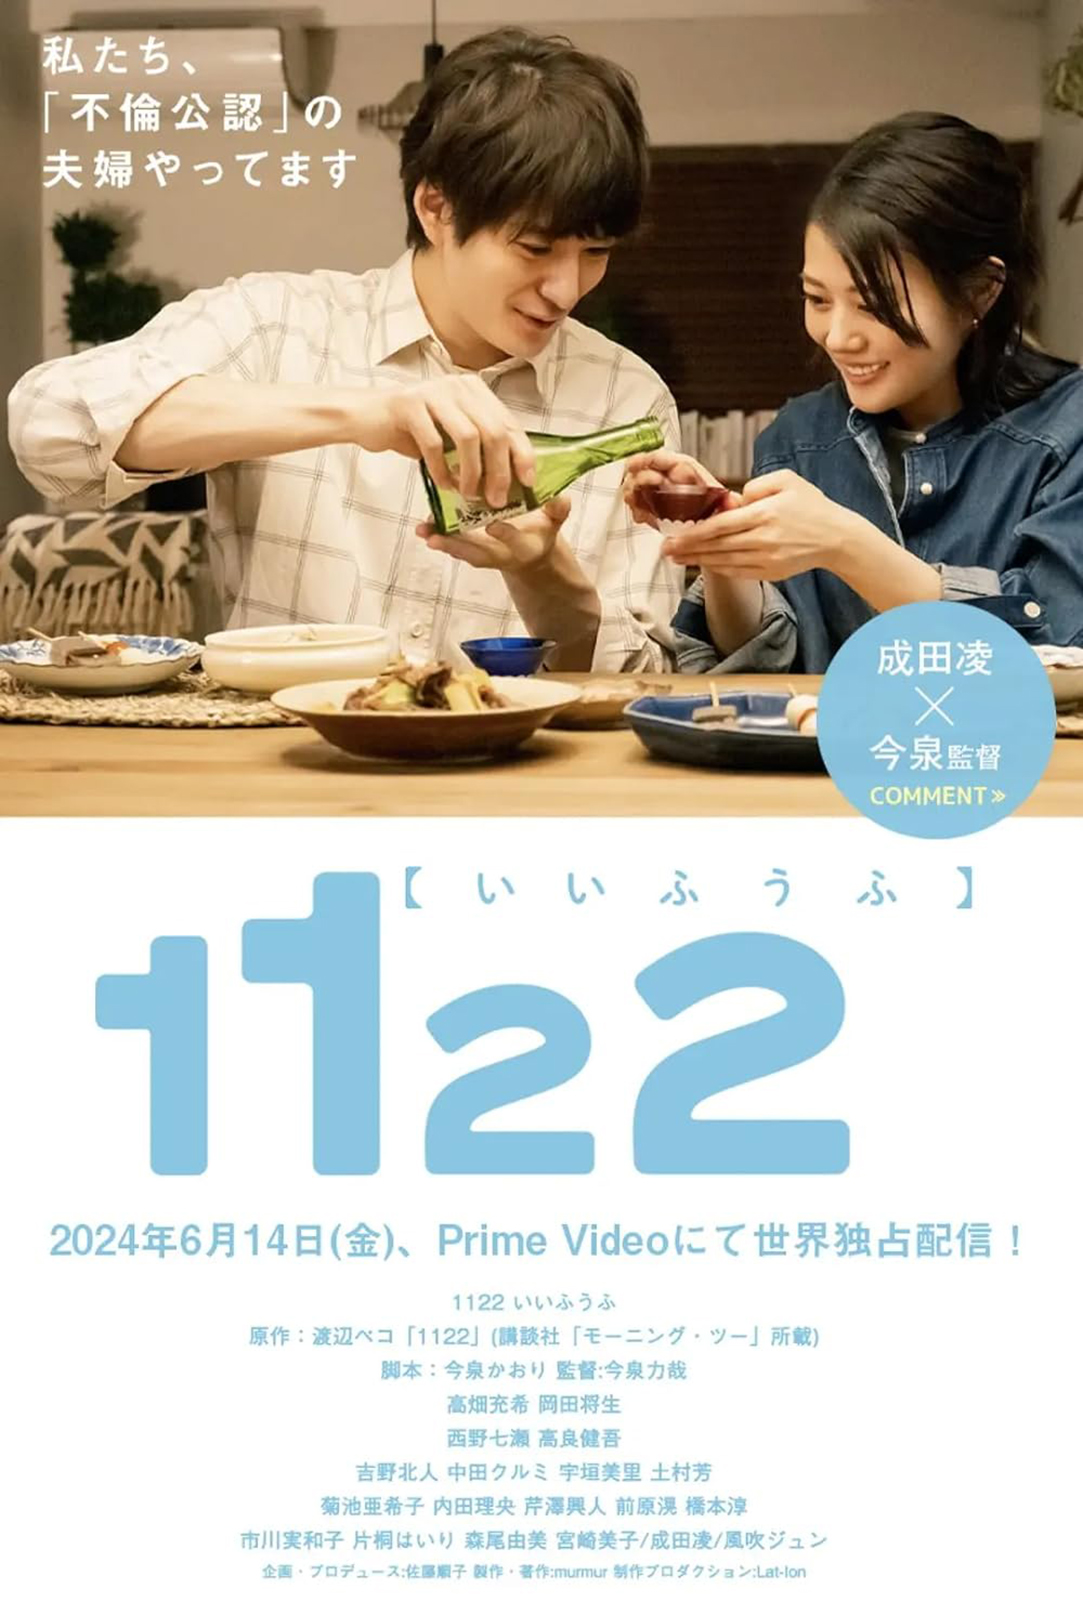 私たち、
「不倫公認」の
夫婦やってます
成田凌
×
今泉監督
COMMENT≫
【いいふうふ】
1122
2024年6月14日(金)、Prime Videoにて世界独占配信！
1122 いいふうふ
原作：渡辺ペコ「1122」(講談社「モーニング・ツー」所載)
脚本：今泉かおり 監督:今泉力哉
高畑充希 岡田将生
西野七瀬 高良健吾
吉野北人 中田クルミ 宇垣美里 土村芳
菊池亜希子 内田理央 芹澤興人 前原滉 橋本淳
市川実和子 片桐はいり 森尾由美 宮崎美子/成田凌/風吹ジュン
企画・プロデュース:佐藤順子 製作・著作:murmur 制作プロダクション:Lat-Lon